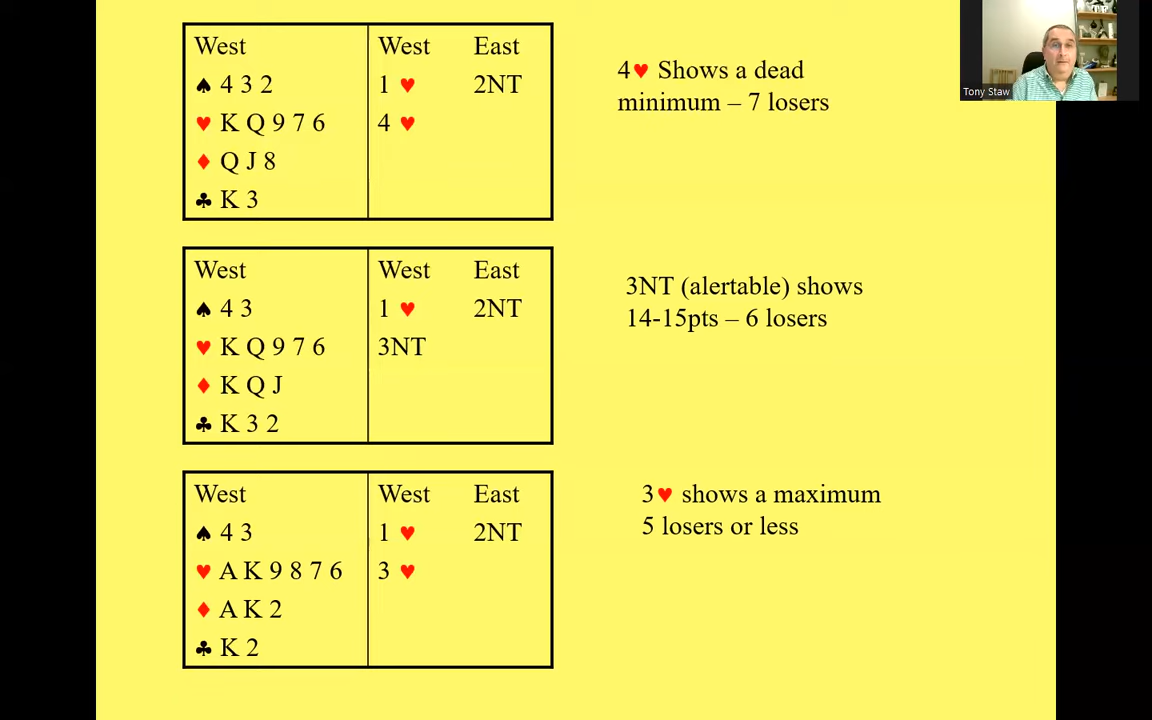 West West East
♠ 4 3 2 1 ♥ 2NT
♥ K Q 9 7 6 4 ♥
♦ Q J 8
♣ K 3
4♥ Shows a dead
minimum – 7 losers
West West East
♠ 4 3 1 ♥ 2NT
♥ K Q 9 7 6 3NT
♦ K Q J
♣ K 3 2
3NT (alertable) shows
14-15pts – 6 losers
West West East
♠ 4 3 1 ♥ 2NT
♥ A K 9 8 7 6 3 ♥
♦ A K 2
♣ K 2
3♥ shows a maximum
5 losers or less
Tony Staw